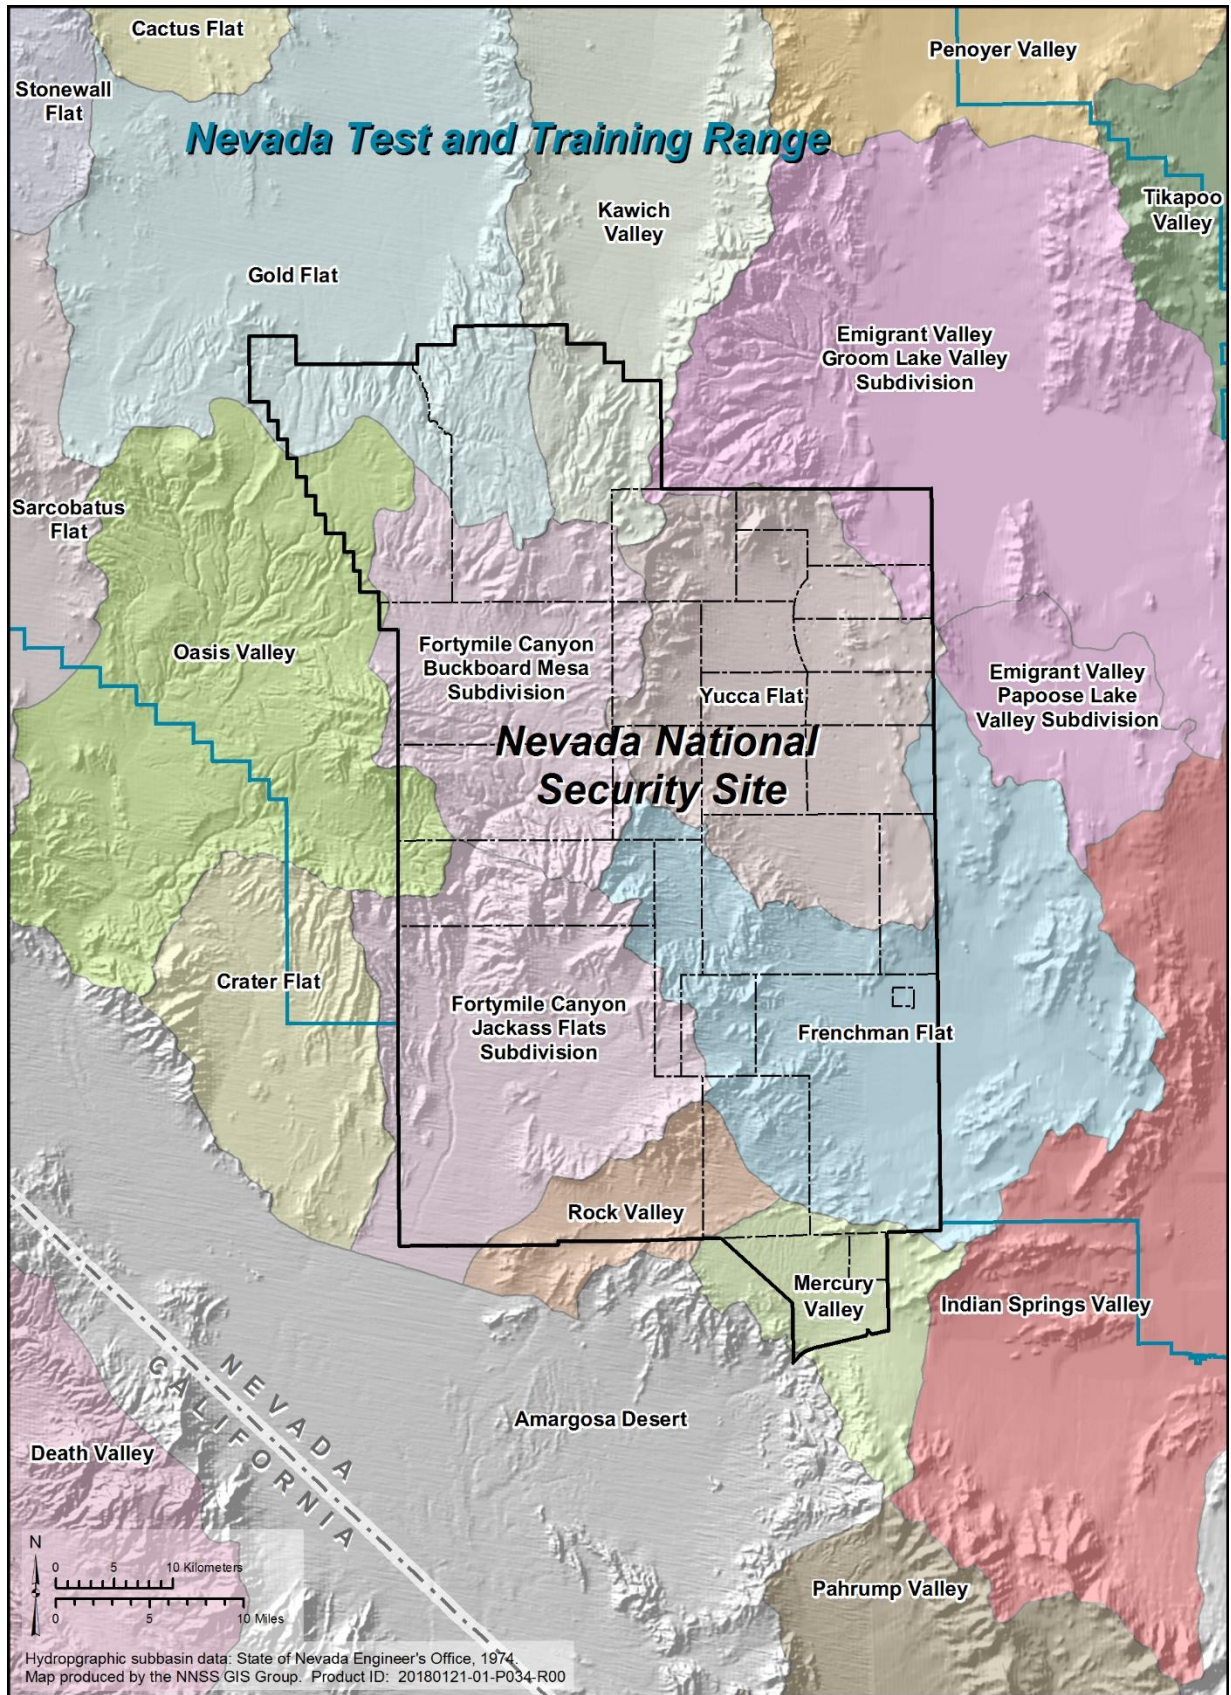 Cactus Flat
Penoyer Valley
Stonewall
Flat
Nevada Test and Training Range
Tikapoo
Valley
Kawich
Valley
Gold Flat
Emigrant Valley
Groom Lake Valley
Subdivision
Sarcobatus
Flat
Oasis Valley
Fortymile Canyon
Buckboard Mesa
Subdivision
Yucca Flat
Emigrant Valley
Papoose Lake
Valley Subdivision
Nevada National
Security Site
Crater Flat
Fortymile Canyon
Jackass Flats
Subdivision
Frenchman Flat
Rock Valley
Mercury
Valley
Indian Springs Valley
NEVADA
CALIFORNIA
Amargosa Desert
Death Valley
Pahrump Valley
N
0 5 10 Kilometers
0 5 10 Miles
Hydropgraphic subbasin data: State of Nevada Engineer's Office, 1974.
Map produced by the NNSS GIS Group. Product ID: 20180121-01-P034-R00